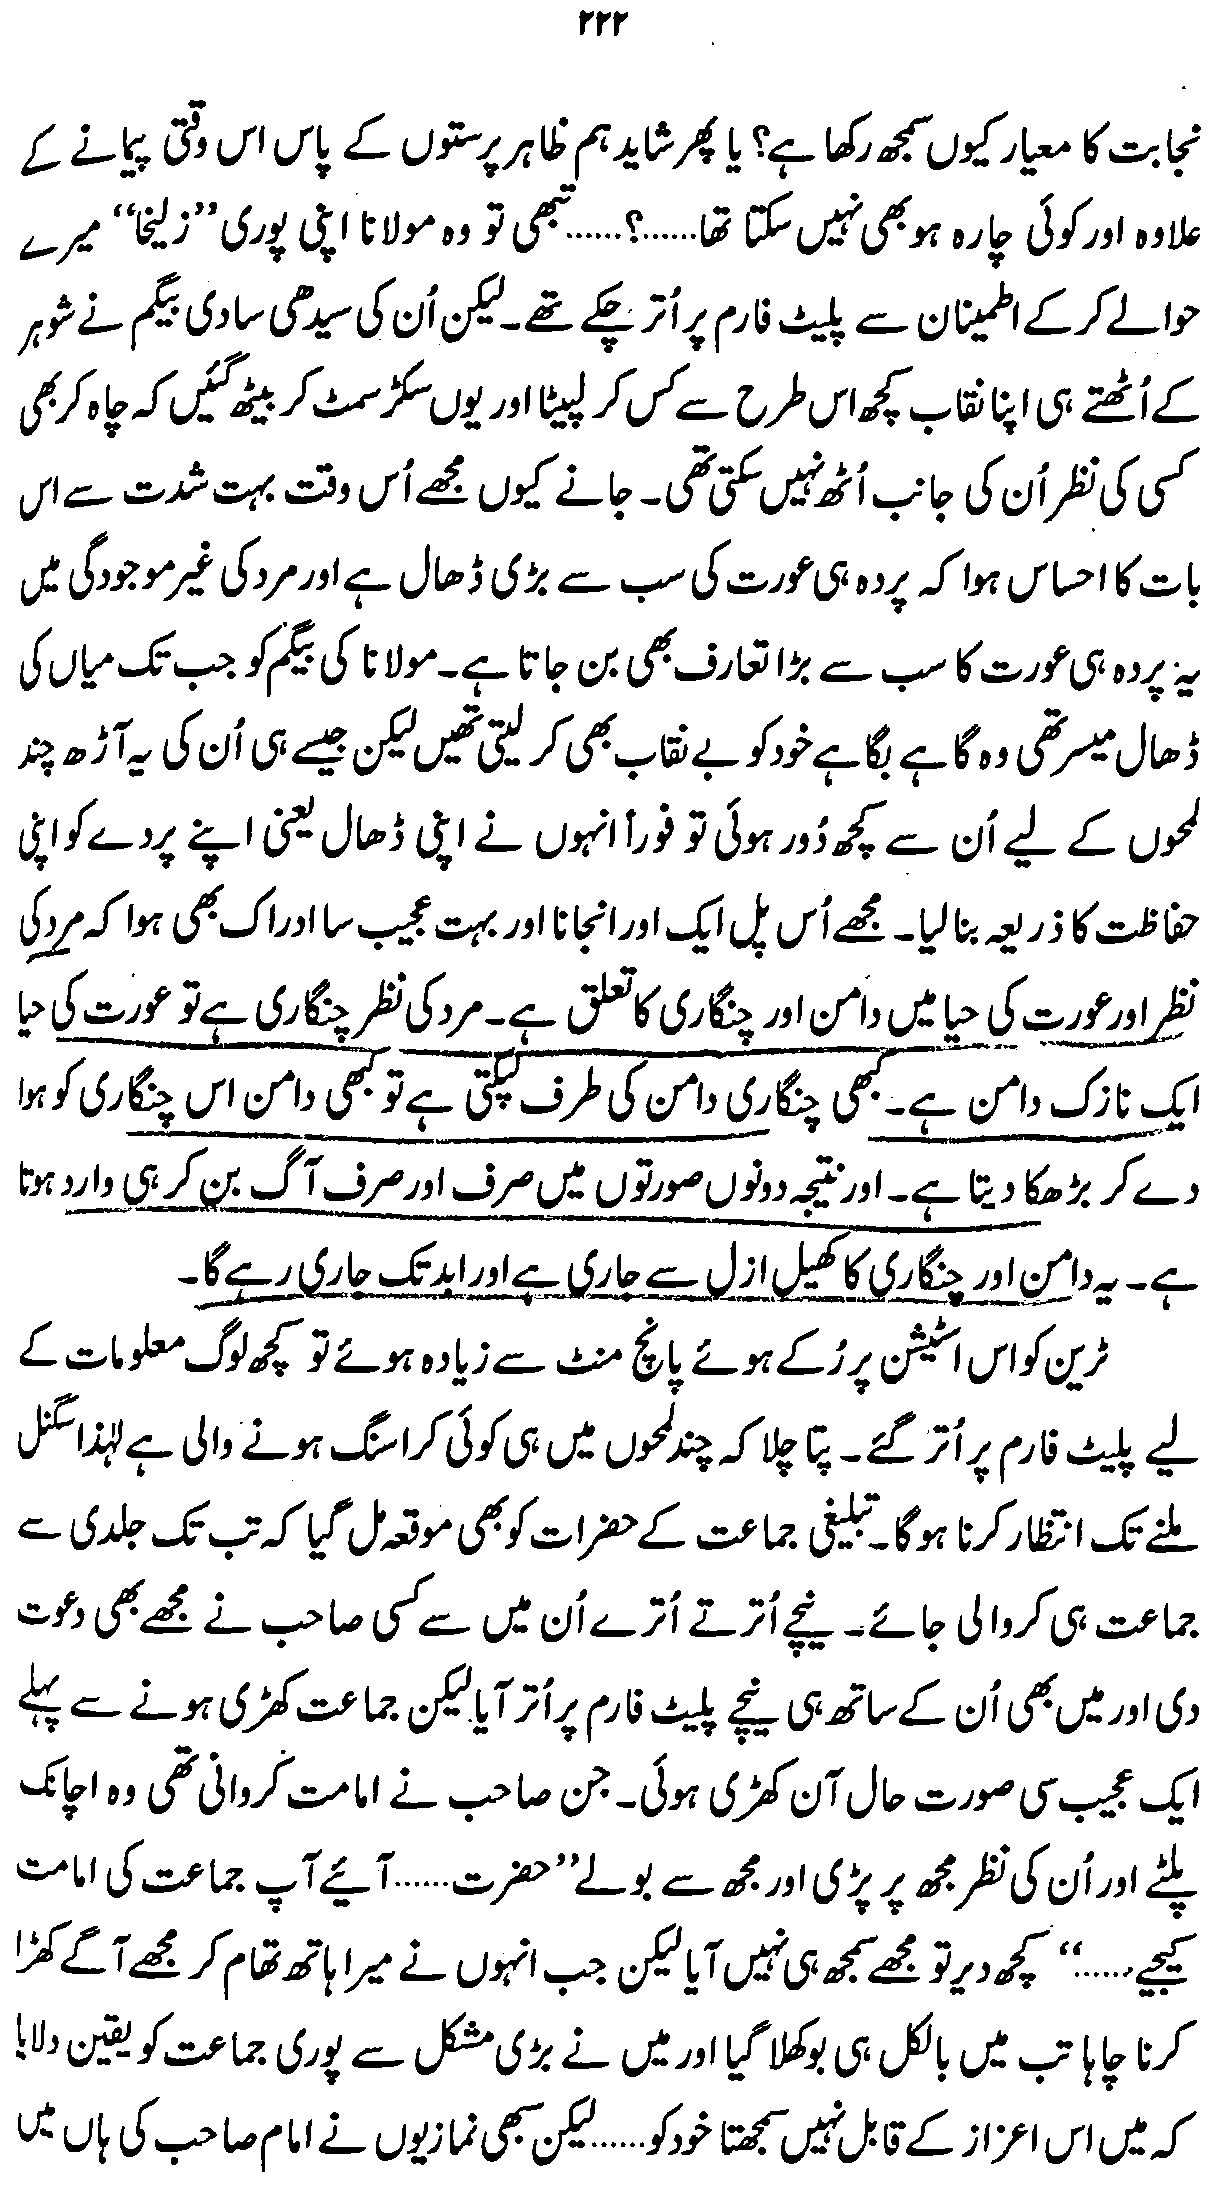 ۲۲۲
نجابت کا معیار کیوں سمجھ رکھا ہے؟ یا پھر شاید ہم ظاہر پرستوں کے پاس اس وقتی پیمانے کے
علاوہ اور کوئی چارہ ہو بھی نہیں سکتا تھا......؟......تبھی تو وہ مولانا اپنی پوری ”زلیخا“ میرے
حوالے کر کے اطمینان سے پلیٹ فارم پر اُتر چکے تھے۔ لیکن اُن کی سیدھی سادی بیگم نے شوہر
کے اُٹھتے ہی اپنا نقاب کچھ اس طرح سے کس کر لپیٹا اور یوں سکڑ سمٹ کر بیٹھ گئیں کہ چاہ کر بھی
کسی کی نظر اُن کی جانب اُٹھ نہیں سکتی تھی۔ جانے کیوں مجھے اُس وقت بہت شدت سے اس
بات کا احساس ہوا کہ پردہ ہی عورت کی سب سے بڑی ڈھال ہے اور مرد کی غیر موجودگی میں
یہ پردہ ہی عورت کا سب سے بڑا تعارف بھی بن جاتا ہے۔ مولانا کی بیگم کو جب تک میاں کی
ڈھال میسر تھی وہ گاہے بگاہے خود کو بے نقاب بھی کر لیتی تھیں لیکن جیسے ہی اُن کی یہ آڑھ چند
لمحوں کے لیے اُن سے کچھ دُور ہوئی تو فوراً انہوں نے اپنی ڈھال یعنی اپنے پردے کو اپنی
حفاظت کا ذریعہ بنا لیا۔ مجھے اُس پل ایک اور انجانا اور بہت عجیب سا ادراک بھی ہوا کہ مرد کی
نظر اور عورت کی حیا میں دامن اور چنگاری کا تعلق ہے۔ مرد کی نظر چنگاری ہے تو عورت کی حیا
ایک نازک دامن ہے۔ کبھی چنگاری دامن کی طرف لپکتی ہے تو کبھی دامن اس چنگاری کو ہوا
دے کر بڑھکا دیتا ہے۔ اور نتیجہ دونوں صورتوں میں صرف اور صرف آگ بن کر ہی وارد ہوتا
ہے۔ یہ دامن اور چنگاری کا کھیل ازل سے جاری ہے اور ابد تک جاری رہے گا۔
ٹرین کو اس اسٹیشن پر رُکے ہوئے پانچ منٹ سے زیادہ ہوئے تو کچھ لوگ معلومات کے
لیے پلیٹ فارم پر اُتر گئے۔ پتا چلا کہ چند لمحوں میں ہی کوئی کراسنگ ہونے والی ہے لہٰذا سگنل
ملنے تک انتظار کرنا ہوگا۔ تبلیغی جماعت کے حضرات کو بھی موقعہ مل گیا کہ تب تک جلدی سے
جماعت ہی کروالی جائے۔ نیچے اُترتے اُترے اُن میں سے کسی صاحب نے مجھے بھی دعوت
دی اور میں بھی اُن کے ساتھ ہی نیچے پلیٹ فارم پر اُتر آیا لیکن جماعت کھڑی ہونے سے پہلے
ایک عجیب سی صورت حال آن کھڑی ہوئی۔ جن صاحب نے امامت کروانی تھی وہ اچانک
پلٹے اور اُن کی نظر مجھ پر پڑی اور مجھ سے بولے ”حضرت......آیئے آپ جماعت کی امامت
کیجیے......“ کچھ دیر تو مجھے سمجھ ہی نہیں آیا لیکن جب انہوں نے میرا ہاتھ تھام کر مجھے آگے کھڑا
کرنا چاہا تب میں بالکل ہی بوکھلا گیا اور میں نے بڑی مشکل سے پوری جماعت کو یقین دلایا
کہ میں اس اعزاز کے قابل نہیں سمجھتا خود کو......لیکن سبھی نمازیوں نے امام صاحب کی ہاں میں